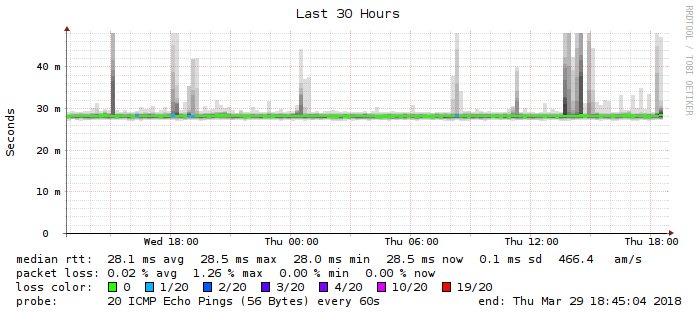 Last 30 Hours
RRDTOOL / TOBI OETIKER
Seconds
40 m
30 m
20 m
10 m
0
Wed 18:00 Thu 00:00 Thu 06:00 Thu 12:00 Thu 18:00
median rtt: 28.1 ms avg 28.5 ms max 28.0 ms min 28.5 ms now 0.1 ms sd 466.4 am/s
packet loss: 0.02 % avg 1.26 % max 0.00 % min 0.00 % now
loss color: 0 1/20 2/20 3/20 4/20 10/20 19/20
probe: 20 ICMP Echo Pings (56 Bytes) every 60s end: Thu Mar 29 18:45:04 2018